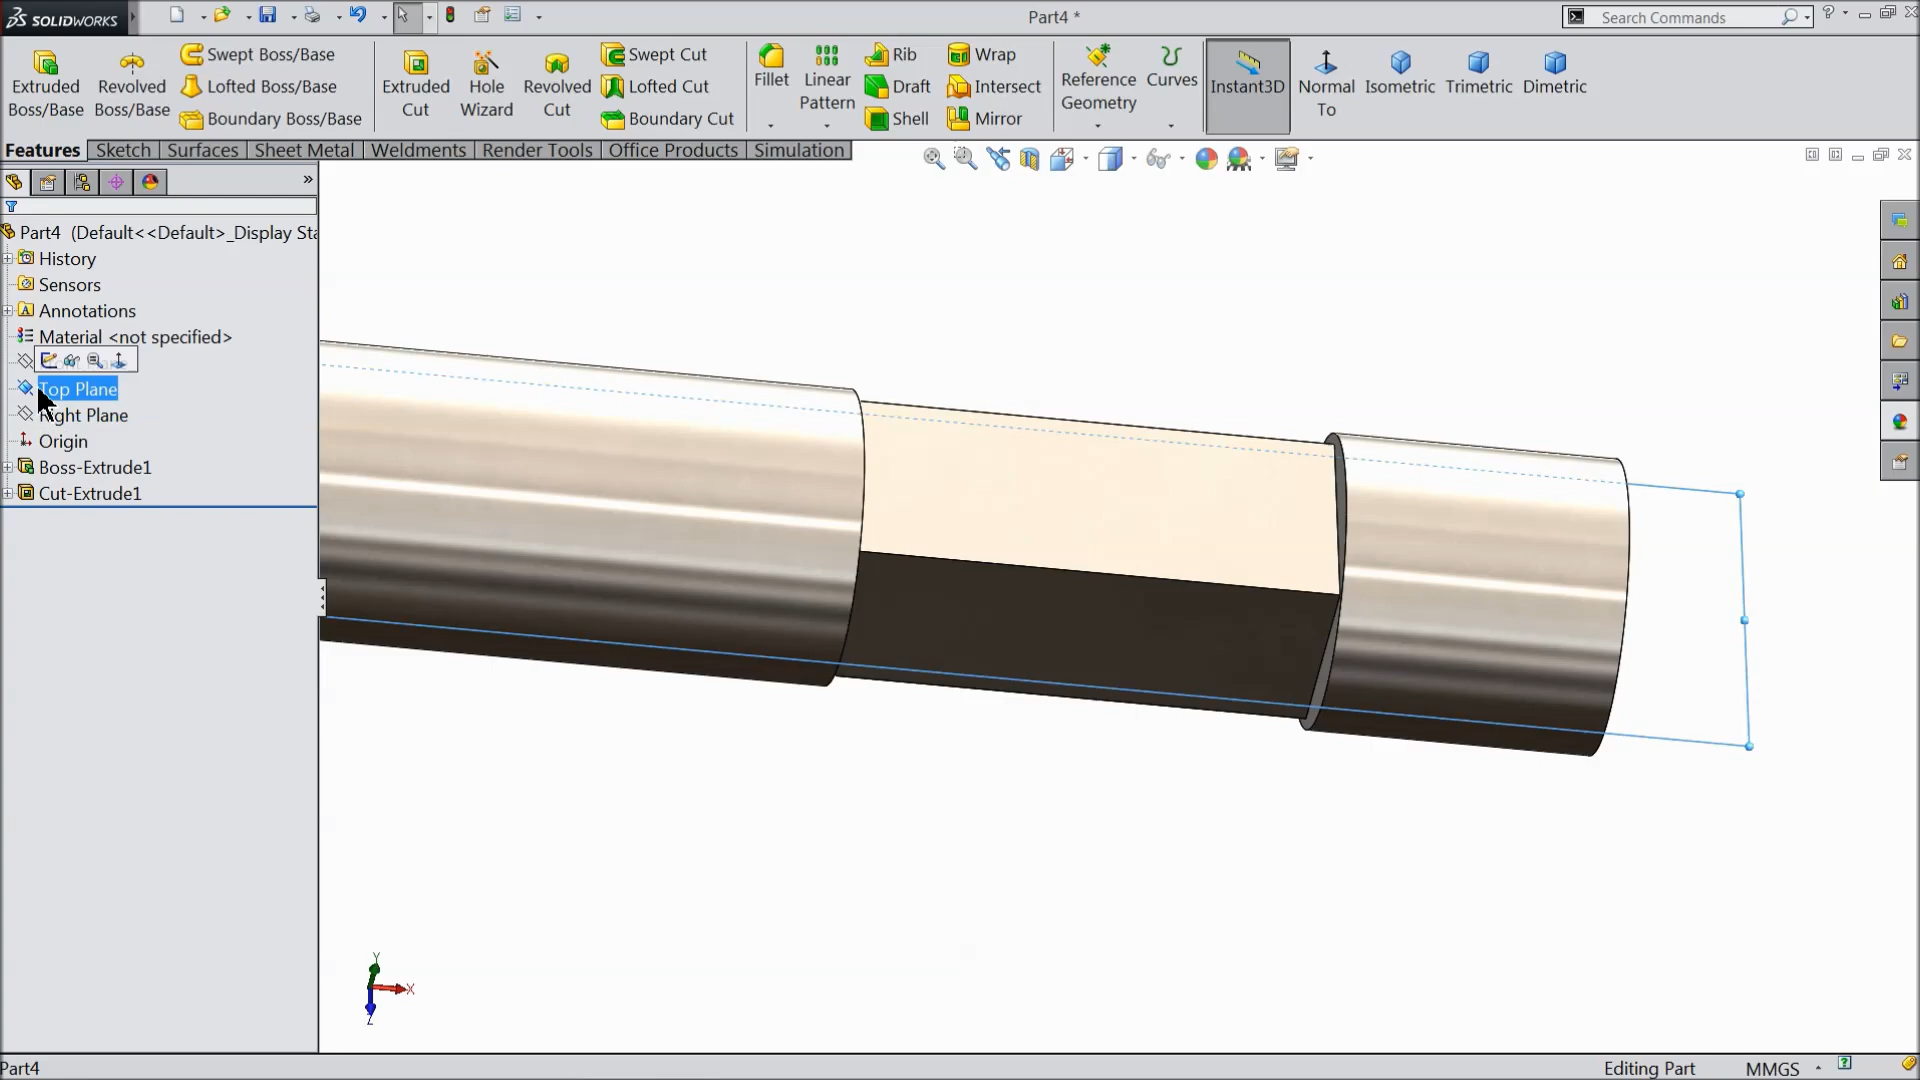 SOLIDWORKS
Part4 *
Search Commands
Extruded Boss/Base
Revolved Boss/Base
Swept Boss/Base
Lofted Boss/Base
Boundary Boss/Base
Extruded Cut
Hole Wizard
Revolved Cut
Swept Cut
Lofted Cut
Boundary Cut
Fillet
Linear Pattern
Rib
Draft
Shell
Wrap
Intersect
Mirror
Reference Geometry
Curves
Instant3D
Normal To
Isometric
Trimetric
Dimetric
Features
Sketch
Surfaces
Sheet Metal
Weldments
Render Tools
Office Products
Simulation
Part4 (Default<<Default>_Display Sta
History
Sensors
Annotations
Material <not specified>
Top Plane
Right Plane
Origin
Boss-Extrude1
Cut-Extrude1
Y
X
Z
Part4
Editing Part
MMGS